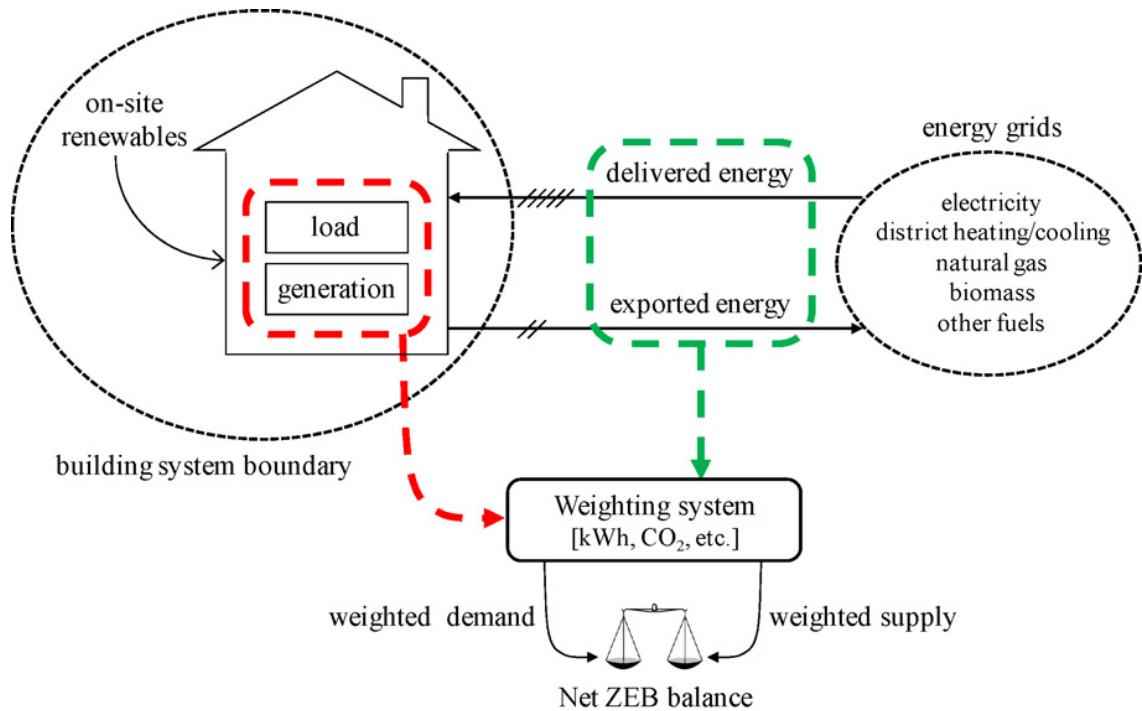 on-site
renewables
load
generation
building system boundary
delivered energy
exported energy
energy grids
electricity
district heating/cooling
natural gas
biomass
other fuels
Weighting system
[kWh, CO₂, etc.]
weighted demand
weighted supply
Net ZEB balance